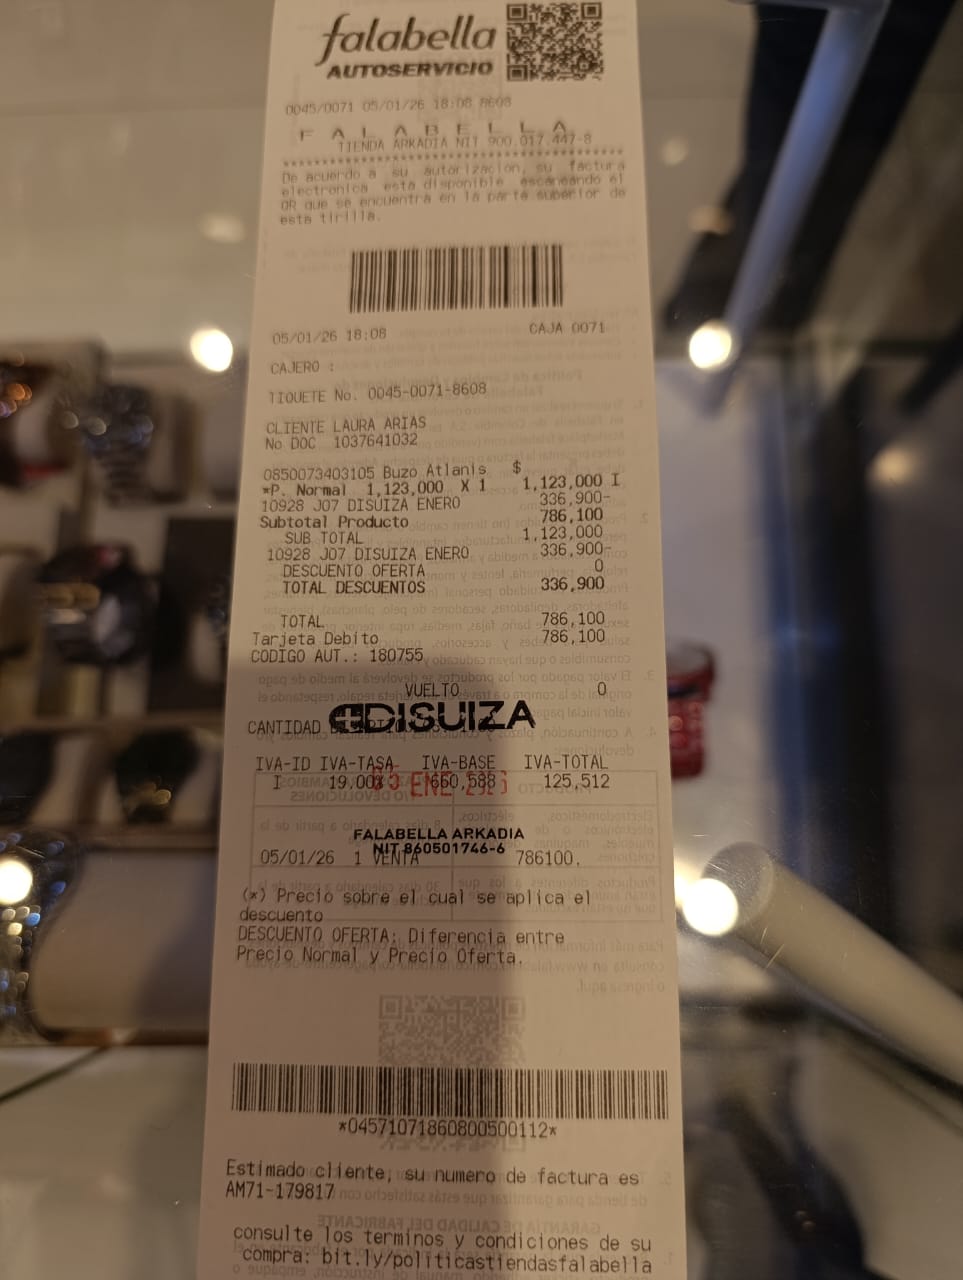 falabella
AUTOSERVICIO
0045/0071 05/01/26 18:08 8608
F A L A B E L L A
TIENDA ARKADIA NIT 900.017.447-8
****************************************
De acuerdo a su autorizacion, su factura
electronica esta disponible escaneando el
QR que se encuentra en la parte superior de
esta tirilla.
05/01/26 18:08 CAJA 0071
CAJERO :
TIQUETE No. 0045-0071-8608
CLIENTE LAURA ARIAS
No DOC 1037641032
0850073403105 Buzo Atlanis $
*P. Normal 1,123,000 X 1 1,123,000 I
10928 J07 DISUIZA ENERO 336,900-
Subtotal Producto 786,100
SUB TOTAL 1,123,000
10928 J07 DISUIZA ENERO 336,900-
DESCUENTO OFERTA 0
TOTAL DESCUENTOS 336,900
TOTAL 786,100
Tarjeta Debito 786,100
CODIGO AUT.: 180755
VUELTO 0
DISUIZA
CANTIDAD
IVA-ID IVA-TASA IVA-BASE IVA-TOTAL
I 19,00% 660,588 125,512
05 ENE 2026
FALABELLA ARKADIA
NIT 860501746-6
05/01/26 1 VENTA 786100.
(*) Precio sobre el cual se aplica el
descuento
DESCUENTO OFERTA: Diferencia entre
Precio Normal y Precio Oferta.
*04571071860800500112*
Estimado cliente, su numero de factura es
AM71-179817
consulte los terminos y condiciones de su
compra: bit.ly/politicastiendasfalabella